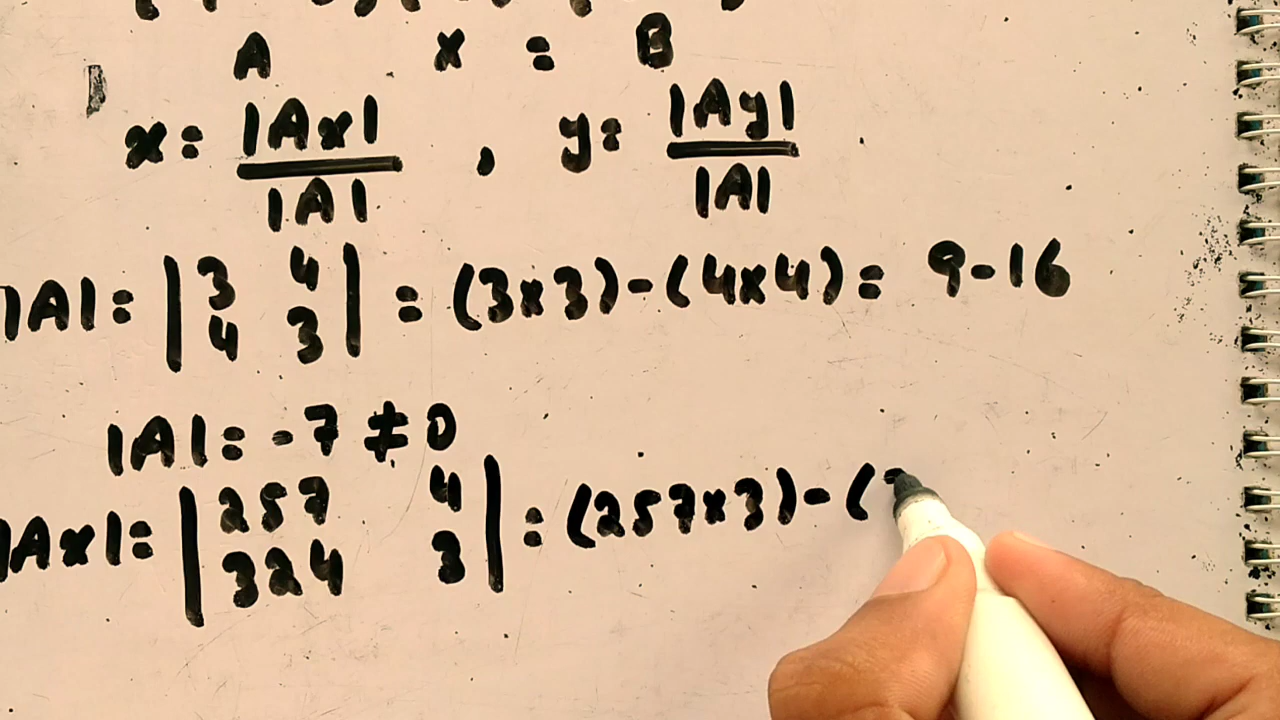 A x = B
x = |Ax| / |A| , y = |Ay| / |A|
|A| = | 3 4 | = (3x3)-(4x4) = 9-16
4 3
|A| = -7 ≠ 0
|Ax| = | 257 4 | = (257x3)-(
324 3